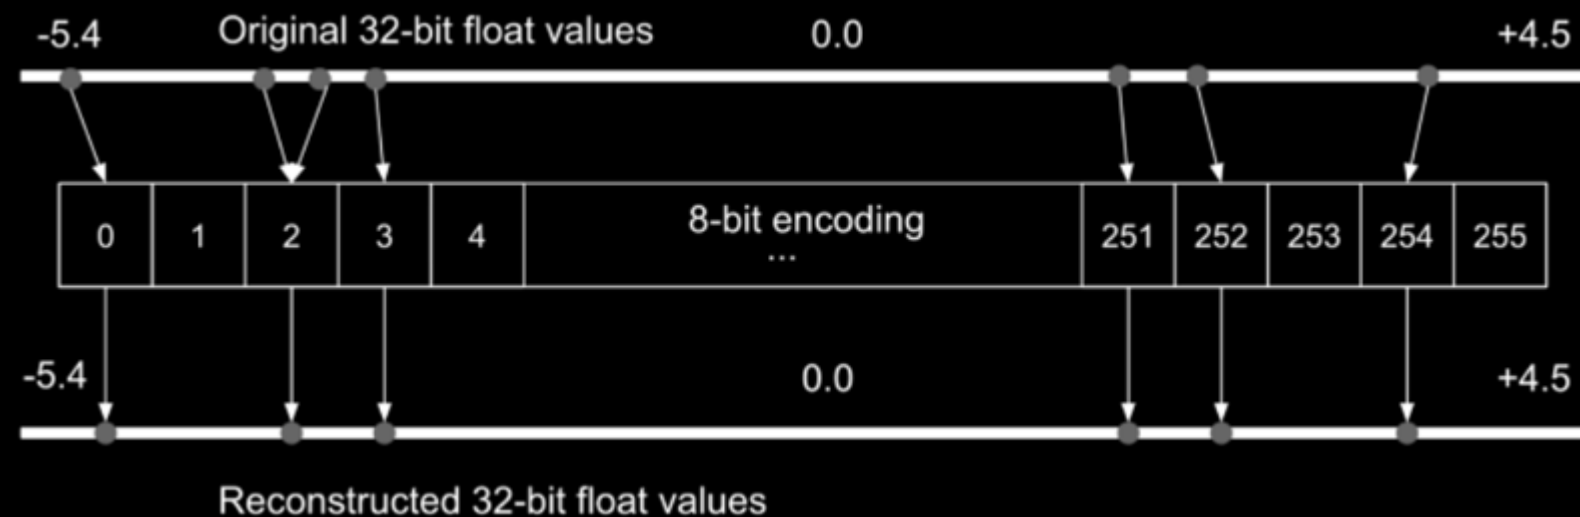 -5.4 Original 32-bit float values 0.0 +4.5
0 1 2 3 4 8-bit encoding ... 251 252 253 254 255
-5.4 0.0 +4.5
Reconstructed 32-bit float values